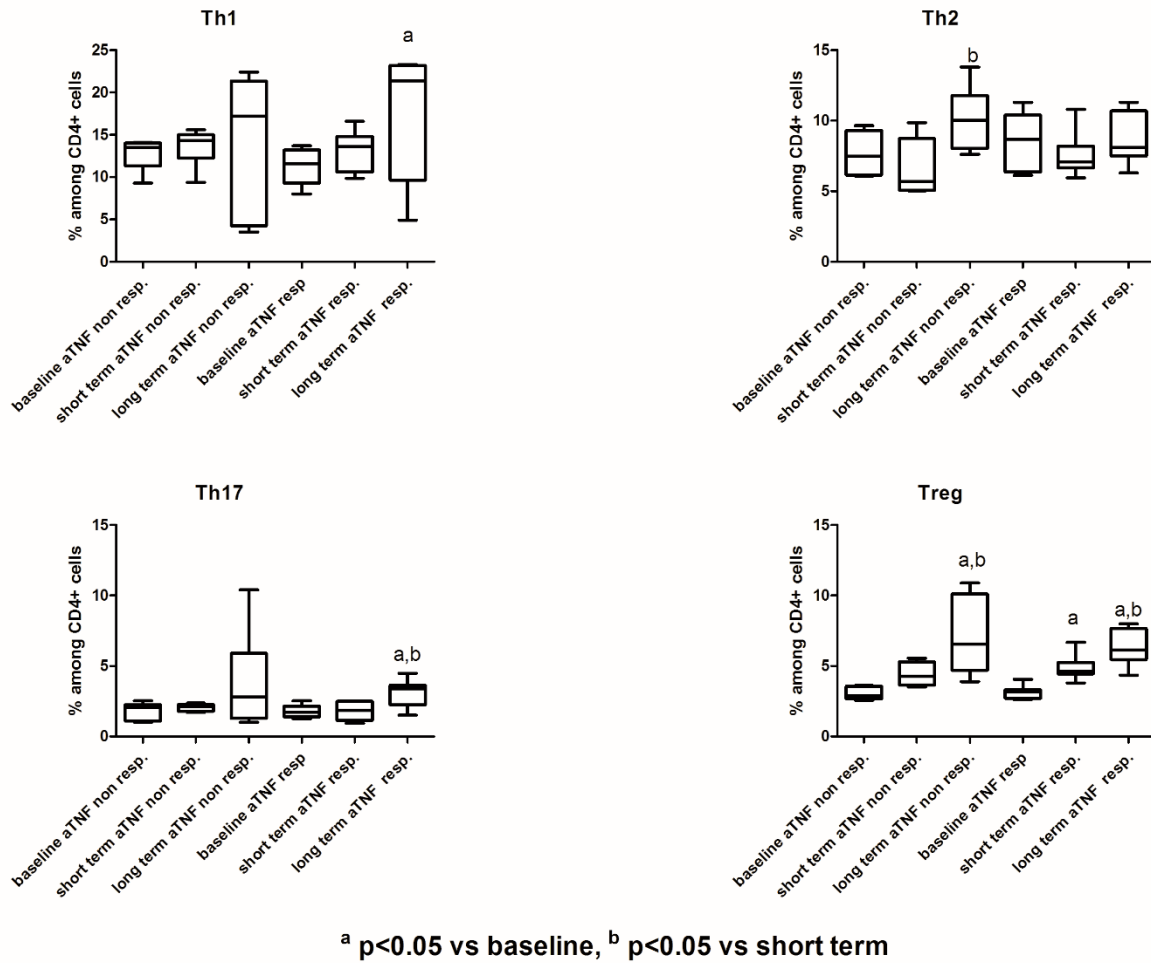 Th1
a
25
20
15
10
5
0
% among CD4+ cells
baseline aTNF non resp.
short term aTNF non resp.
long term aTNF non resp.
baseline aTNF resp
short term aTNF resp.
long term aTNF resp.
Th2
b
15
10
5
0
% among CD4+ cells
baseline aTNF non resp.
short term aTNF non resp.
long term aTNF non resp.
baseline aTNF resp
short term aTNF resp.
long term aTNF resp.
Th17
a,b
15
10
5
0
% among CD4+ cells
baseline aTNF non resp.
short term aTNF non resp.
long term aTNF non resp.
baseline aTNF resp
short term aTNF resp.
long term aTNF resp.
Treg
a,b
a
a,b
15
10
5
0
% among CD4+ cells
baseline aTNF non resp.
short term aTNF non resp.
long term aTNF non resp.
baseline aTNF resp
short term aTNF resp.
long term aTNF resp.
a p<0.05 vs baseline, b p<0.05 vs short term